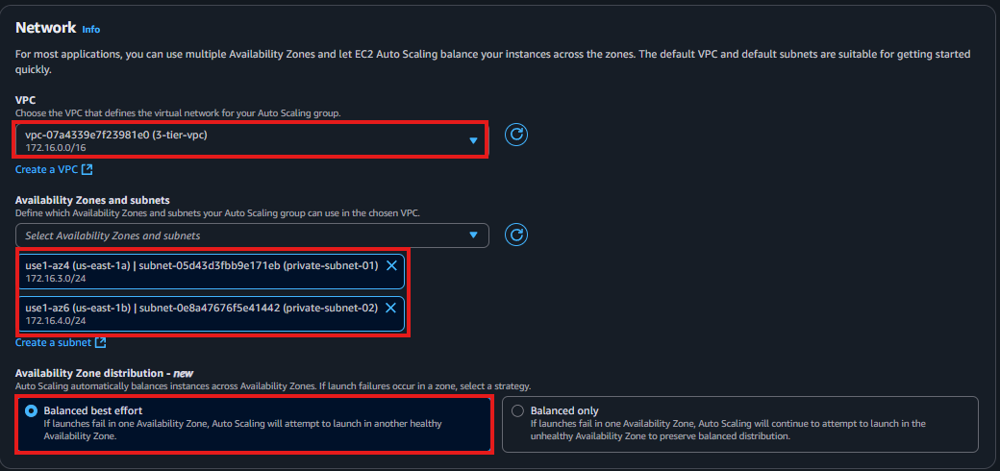 Network Info
For most applications, you can use multiple Availability Zones and let EC2 Auto Scaling balance your instances across the zones. The default VPC and default subnets are suitable for getting started
quickly.
VPC
Choose the VPC that defines the virtual network for your Auto Scaling group.
vpc-07a4339e7f23981e0 (3-tier-vpc)
172.16.0.0/16
Create a VPC
Availability Zones and subnets
Define which Availability Zones and subnets your Auto Scaling group can use in the chosen VPC.
Select Availability Zones and subnets
use1-az4 (us-east-1a) | subnet-05d43d3fbb9e171eb (private-subnet-01)
172.16.3.0/24
use1-az6 (us-east-1b) | subnet-0e8a47676f5e41442 (private-subnet-02)
172.16.4.0/24
Create a subnet
Availability Zone distribution - new
Auto Scaling automatically balances instances across Availability Zones. If launch failures occur in a zone, select a strategy.
Balanced best effort
If launches fail in one Availability Zone, Auto Scaling will attempt to launch in another healthy
Availability Zone.
Balanced only
If launches fail in one Availability Zone, Auto Scaling will continue to attempt to launch in the
unhealthy Availability Zone to preserve balanced distribution.